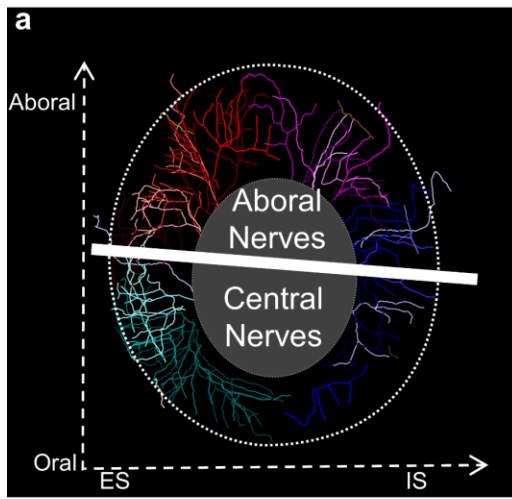 a
Aboral
Aboral
Nerves
Central
Nerves
Oral
ES
IS